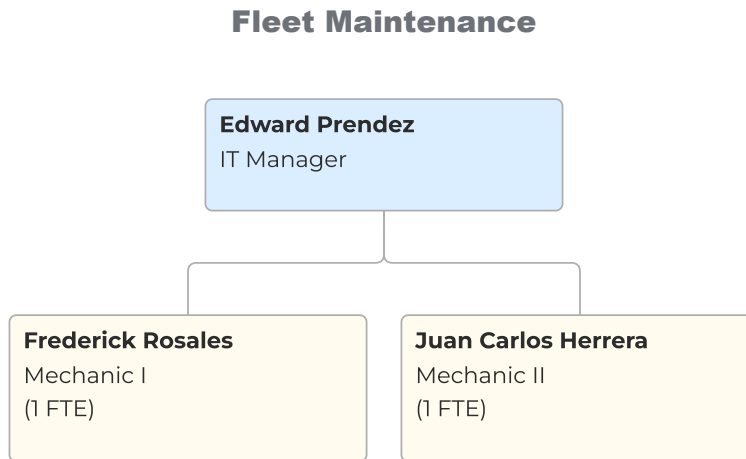 Fleet Maintenance
Edward Prendez
IT Manager
Frederick Rosales
Mechanic I
(1 FTE)
Juan Carlos Herrera
Mechanic II
(1 FTE)